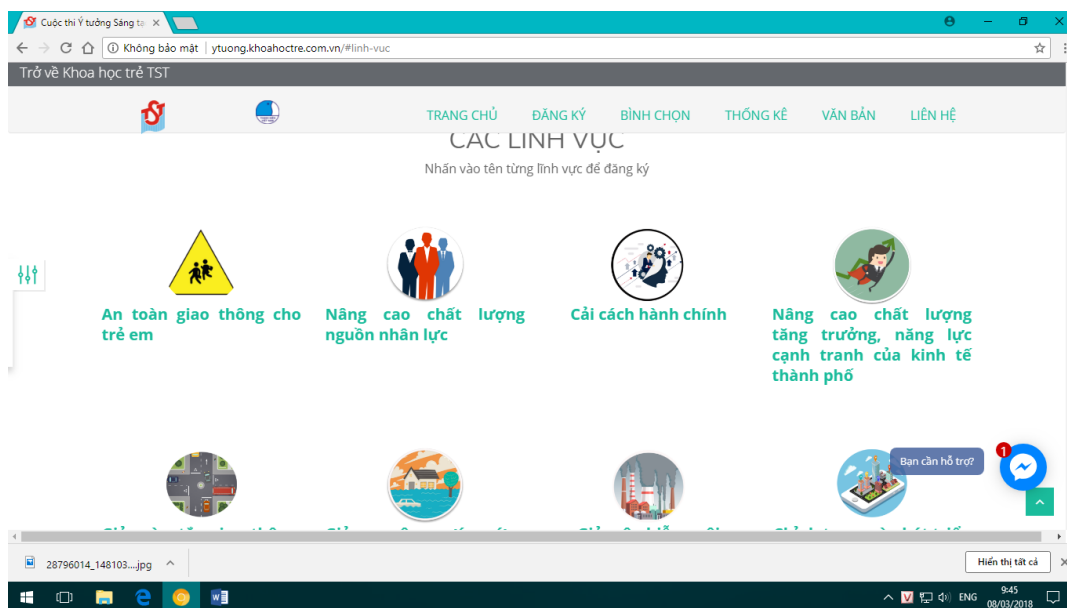 Cuộc thi Ý tưởng Sáng tạ
Không bảo mật | ytuong.khoahoctre.com.vn/#linh-vuc
Trở về Khoa học trẻ TST
TST
TRANG CHỦ ĐĂNG KÝ BÌNH CHỌN THỐNG KÊ VĂN BẢN LIÊN HỆ
CÁC LĨNH VỰC
Nhấn vào tên từng lĩnh vực để đăng ký
An toàn giao thông cho
trẻ em
Nâng cao chất lượng
nguồn nhân lực
Cải cách hành chính
Nâng cao chất lượng
tăng trưởng, năng lực
cạnh tranh của kinh tế
thành phố
Bạn cần hỗ trợ?
1
28796014_148103....jpg
Hiển thị tất cả
ENG
9:45
08/03/2018